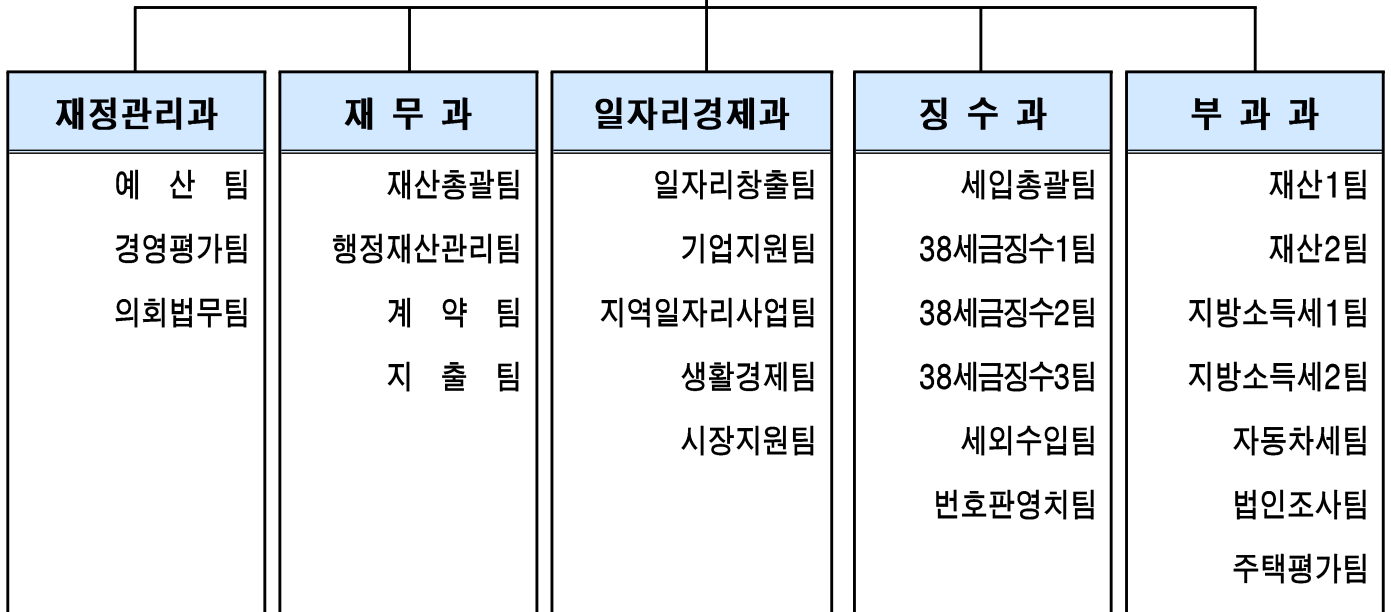 재정관리과
예 산 팀
경영평가팀
의회법무팀
재 무 과
재산총괄팀
행정재산관리팀
계 약 팀
지 출 팀
일자리경제과
일자리창출팀
기업지원팀
지역일자리사업팀
생활경제팀
시장지원팀
징 수 과
세입총괄팀
38세금징수1팀
38세금징수2팀
38세금징수3팀
세외수입팀
번호판영치팀
부 과 과
재산1팀
재산2팀
지방소득세1팀
지방소득세2팀
자동차세팀
법인조사팀
주택평가팀